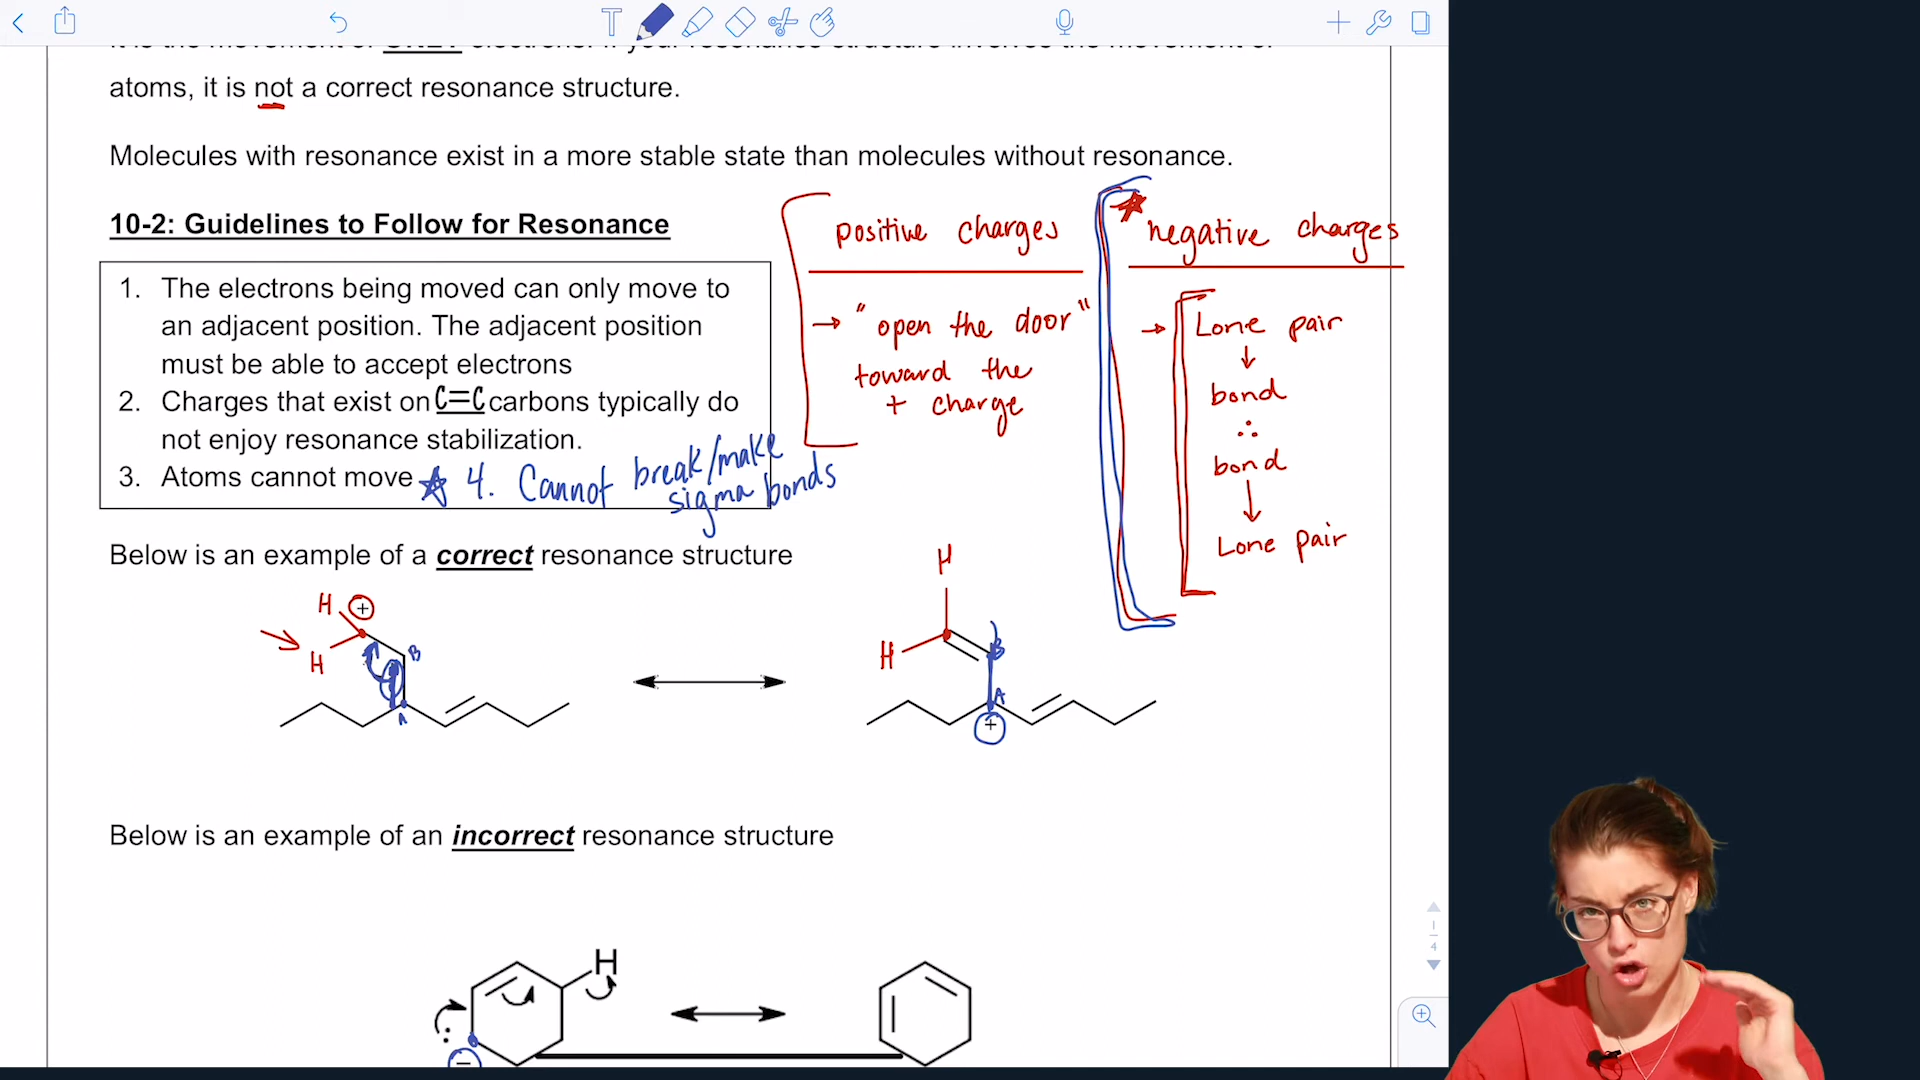 atoms, it is not a correct resonance structure.
Molecules with resonance exist in a more stable state than molecules without resonance.
10-2: Guidelines to Follow for Resonance
1. The electrons being moved can only move to
an adjacent position. The adjacent position
must be able to accept electrons
2. Charges that exist on C=C carbons typically do
not enjoy resonance stabilization.
3. Atoms cannot move ☆ 4. Cannot break/make
sigma bonds
positive charges
→ "open the door"
toward the
+ charge
★ negative charges
→ Lone pair
↓
bond
∴
bond
↓
Lone pair
Below is an example of a correct resonance structure
H +
H
B
A
H
H
B
A
+
Below is an example of an incorrect resonance structure
H
−
T
1
4